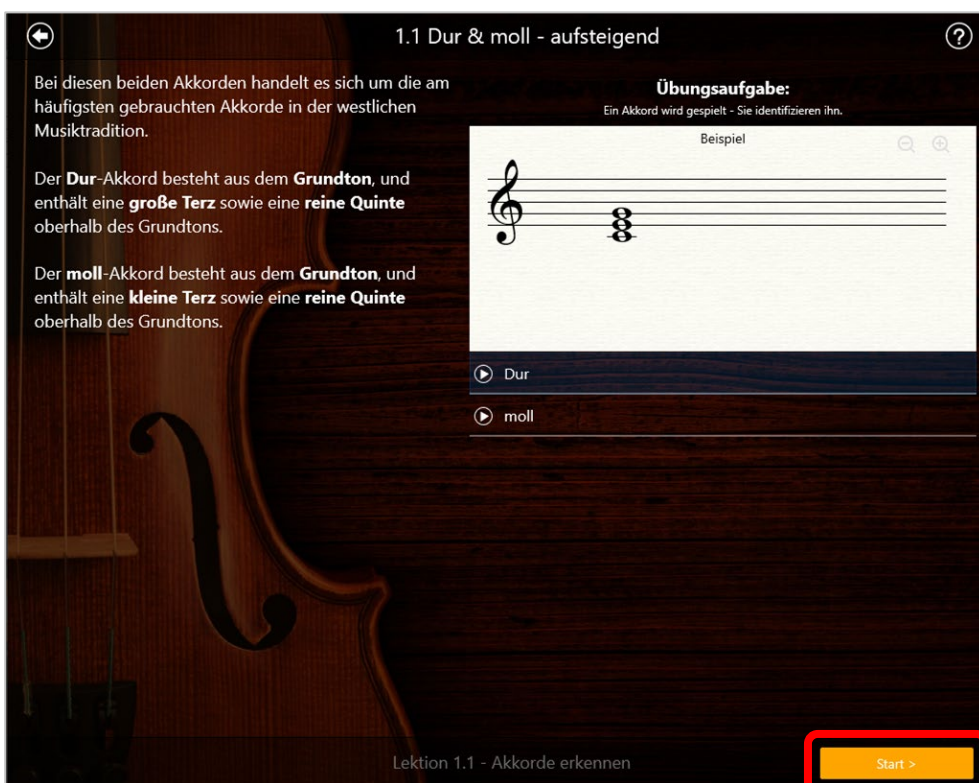 1.1 Dur & moll - aufsteigend
?
Bei diesen beiden Akkorden handelt es sich um die am
häufigsten gebrauchten Akkorde in der westlichen
Musiktradition.
Der Dur-Akkord besteht aus dem Grundton, und
enthält eine große Terz sowie eine reine Quinte
oberhalb des Grundtons.
Der moll-Akkord besteht aus dem Grundton, und
enthält eine kleine Terz sowie eine reine Quinte
oberhalb des Grundtons.
Übungsaufgabe:
Ein Akkord wird gespielt - Sie identifizieren ihn.
Beispiel
Dur
moll
Lektion 1.1 - Akkorde erkennen
Start >